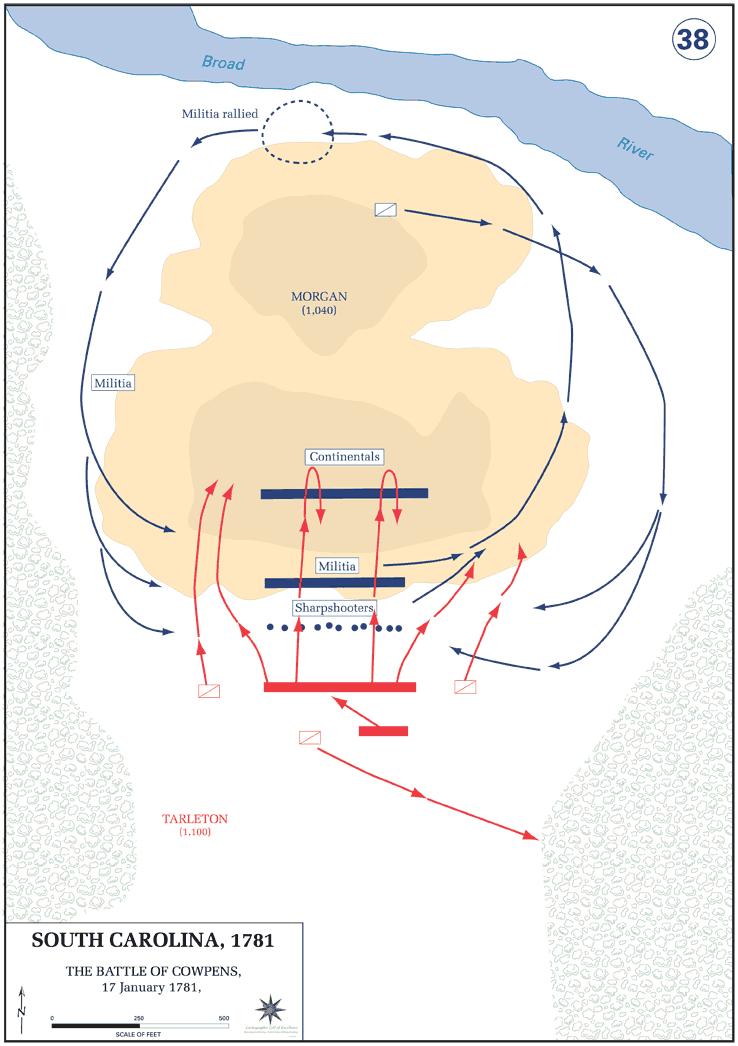 38
Broad
River
Militia rallied
MORGAN
(1,040)
Militia
Continentals
Militia
Sharpshooters
TARLETON
(1,100)
SOUTH CAROLINA, 1781
THE BATTLE OF COWPENS,
17 January 1781,
N
0 250 500
SCALE OF FEET